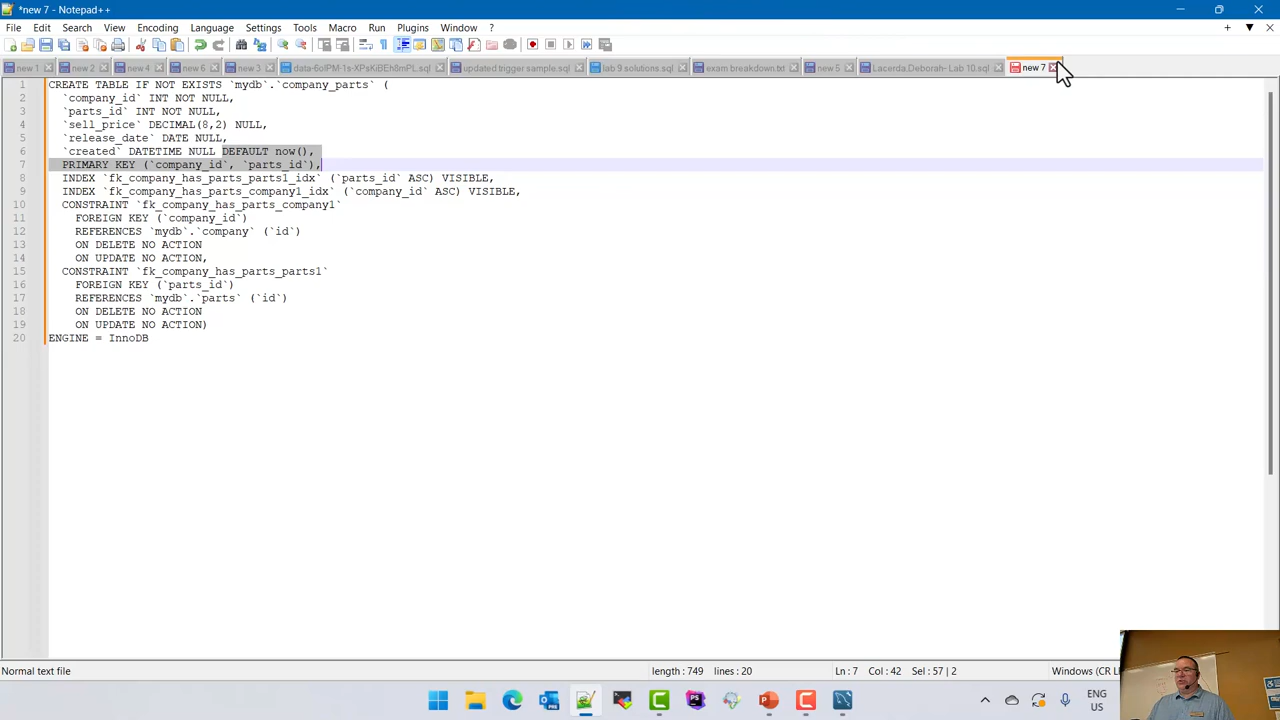 *new 7 - Notepad++
File Edit Search View Encoding Language Settings Tools Macro Run Plugins Window ?
new 1 new 2 new 4 new 6 new 3 data-6oIPM-1s-XPsKiBEh8mPL.sql updated trigger sample.sql lab 9 solutions.sql exam breakdown.txt new 5 Lacerda.Deborah- Lab 10.sql new 7
1 CREATE TABLE IF NOT EXISTS `mydb`.`company_parts` (
2 `company_id` INT NOT NULL,
3 `parts_id` INT NOT NULL,
4 `sell_price` DECIMAL(8,2) NULL,
5 `release_date` DATE NULL,
6 `created` DATETIME NULL DEFAULT now(),
7 PRIMARY KEY (`company_id`, `parts_id`),
8 INDEX `fk_company_has_parts_parts1_idx` (`parts_id` ASC) VISIBLE,
9 INDEX `fk_company_has_parts_company1_idx` (`company_id` ASC) VISIBLE,
10 CONSTRAINT `fk_company_has_parts_company1`
11 FOREIGN KEY (`company_id`)
12 REFERENCES `mydb`.`company` (`id`)
13 ON DELETE NO ACTION
14 ON UPDATE NO ACTION,
15 CONSTRAINT `fk_company_has_parts_parts1`
16 FOREIGN KEY (`parts_id`)
17 REFERENCES `mydb`.`parts` (`id`)
18 ON DELETE NO ACTION
19 ON UPDATE NO ACTION)
20 ENGINE = InnoDB
Normal text file length : 749 lines : 20 Ln : 7 Col : 42 Sel : 57 | 2 Windows (CR L
ENG
US